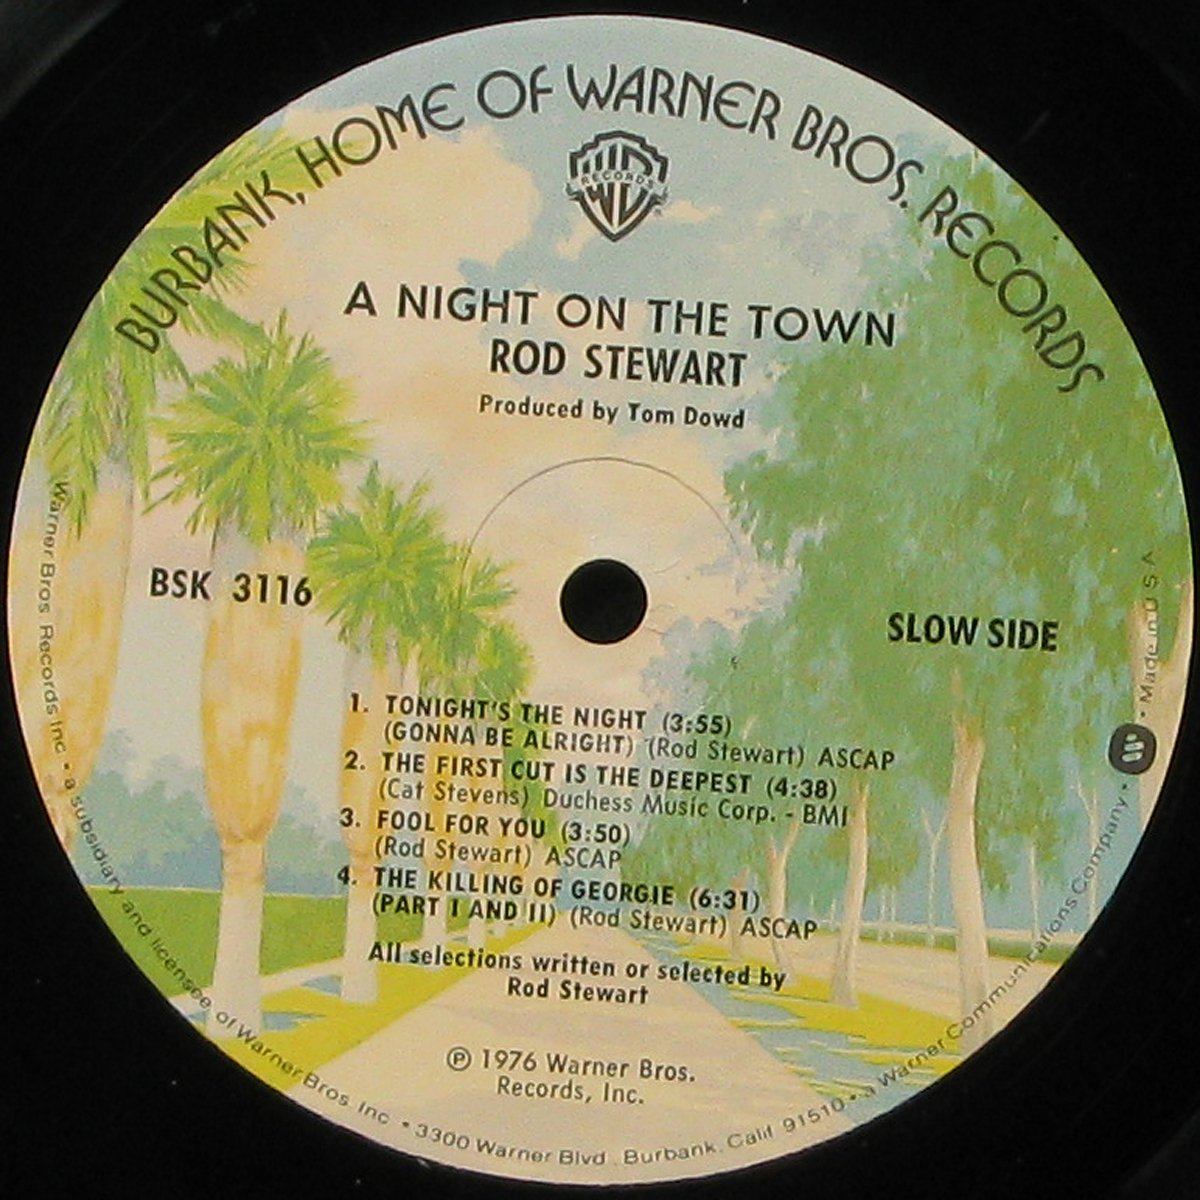 BURBANK, HOME OF WARNER BROS. RECORDS
WB
RECORDS
A NIGHT ON THE TOWN
ROD STEWART
Produced by Tom Dowd
BSK 3116
SLOW SIDE
1. TONIGHT'S THE NIGHT (3:55)
(GONNA BE ALRIGHT) (Rod Stewart) ASCAP
2. THE FIRST CUT IS THE DEEPEST (4:38)
(Cat Stevens) Duchess Music Corp. - BMI
3. FOOL FOR YOU (3:50)
(Rod Stewart) ASCAP
4. THE KILLING OF GEORGIE (6:31)
(PART I AND II) (Rod Stewart) ASCAP
All selections written or selected by
Rod Stewart
℗ 1976 Warner Bros.
Records, Inc.
Warner Bros Records Inc • a subsidiary and licensee of Warner Bros Inc • 3300 Warner Blvd . Burbank, Calif 91510 • a Warner Communications Company • W • Made in U S A